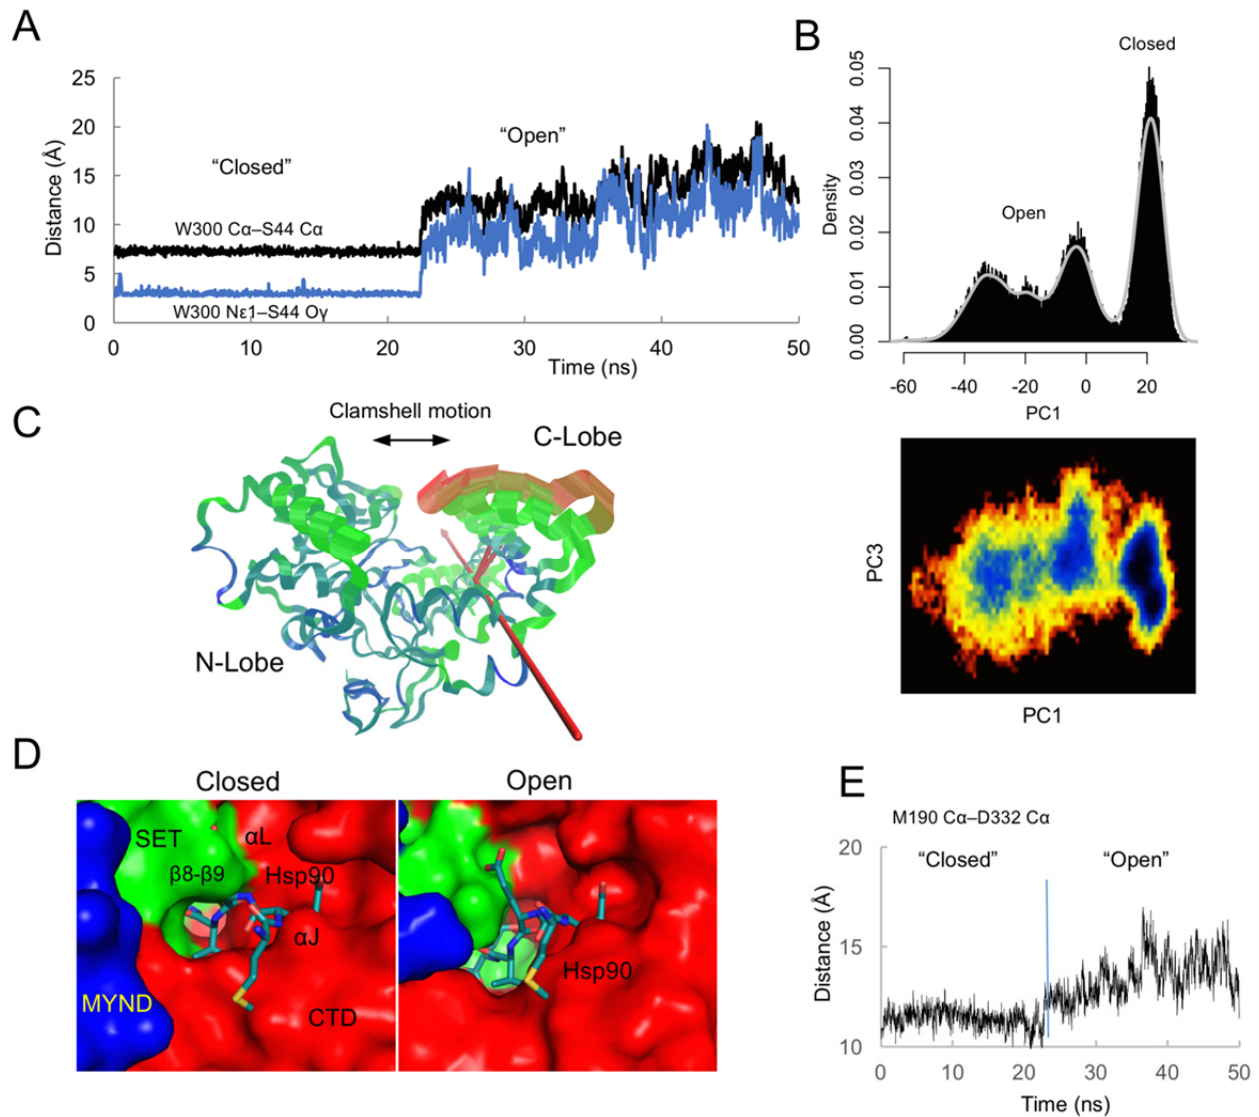 A
25
20
15
10
5
0
Distance (Å)
“Closed”
“Open”
W300 Cα–S44 Cα
W300 Nε1–S44 Oγ
0
10
20
30
40
50
Time (ns)
B
Closed
Open
Density
0.05
0.04
0.03
0.02
0.01
0.00
-60
-40
-20
0
20
PC1
PC3
PC1
C
Clamshell motion
C-Lobe
N-Lobe
D
Closed
Open
SET
αL
β8-β9
Hsp90
αJ
MYND
CTD
Hsp90
E
M190 Cα–D332 Cα
“Closed”
“Open”
20
15
10
Distance (Å)
0
10
20
30
40
50
Time (ns)